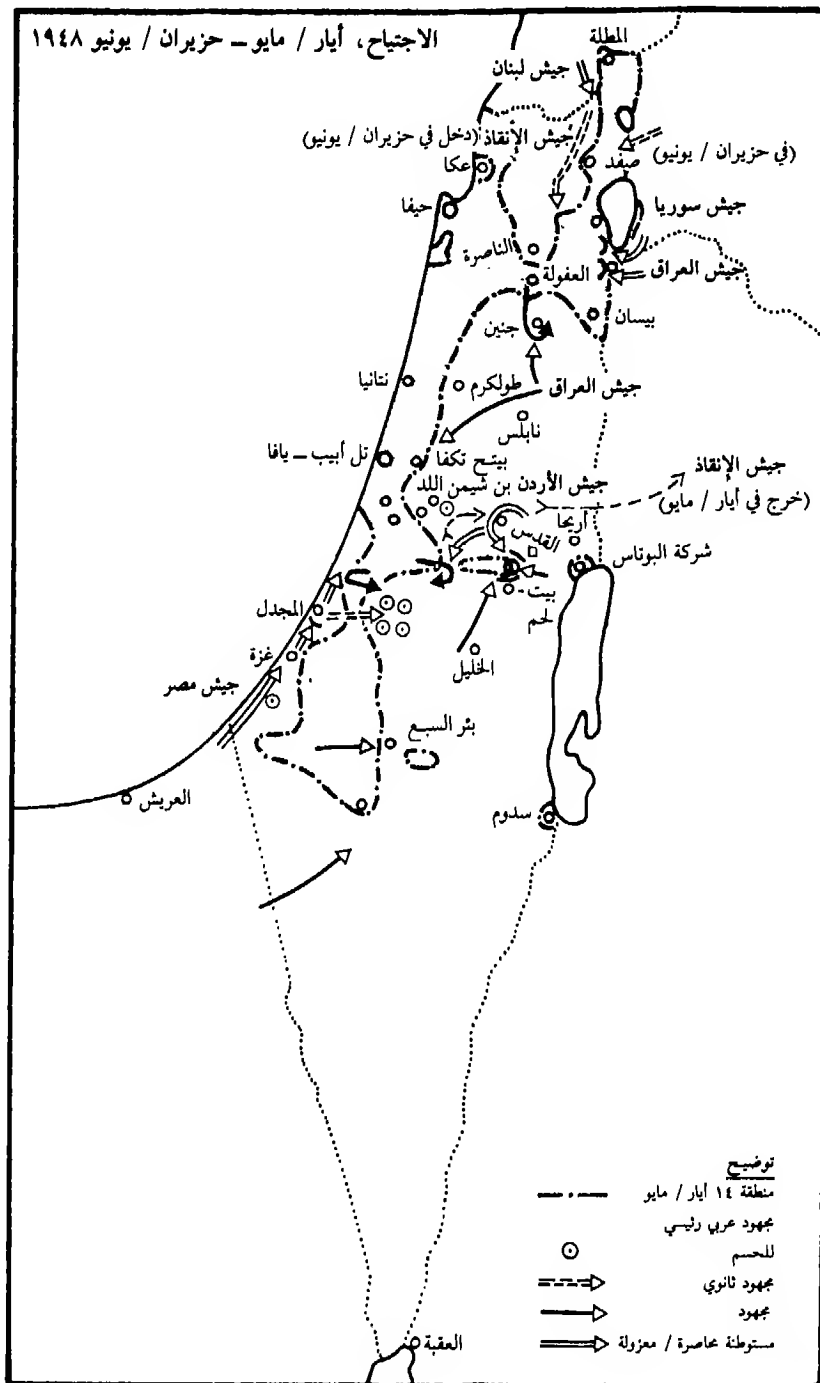 الاجتياح، أيار / مايو – حزيران / يونيو ١٩٤٨
المطلة
جيش لبنان
جيش الأنقاذ (دخل في حزيران / يونيو)
(في حزيران / يونيو)
صفد
عكا
حيفا
جيش سوريا
الناصرة
العفولة
جيش العراق
بيسان
جنين
نتانيا
طولكرم
جيش العراق
نابلس
تل أبيب – يافا
بيتح تكفا
جيش الإنقاذ
(خرج في أيار / مايو)
جيش الأردن بن شيمن اللد
أريحا
القدس
شركة البوتاس
بيت
لحم
المجدل
غزة
الخليل
جيش مصر
بئر السبع
العريش
سدوم
العقبة
توضيح
منطقة ١٤ أيار / مايو
مجهود عربي رئيسي
للحسم
مجهود ثانوي
مجهود
مستوطنة محاصرة / معزولة